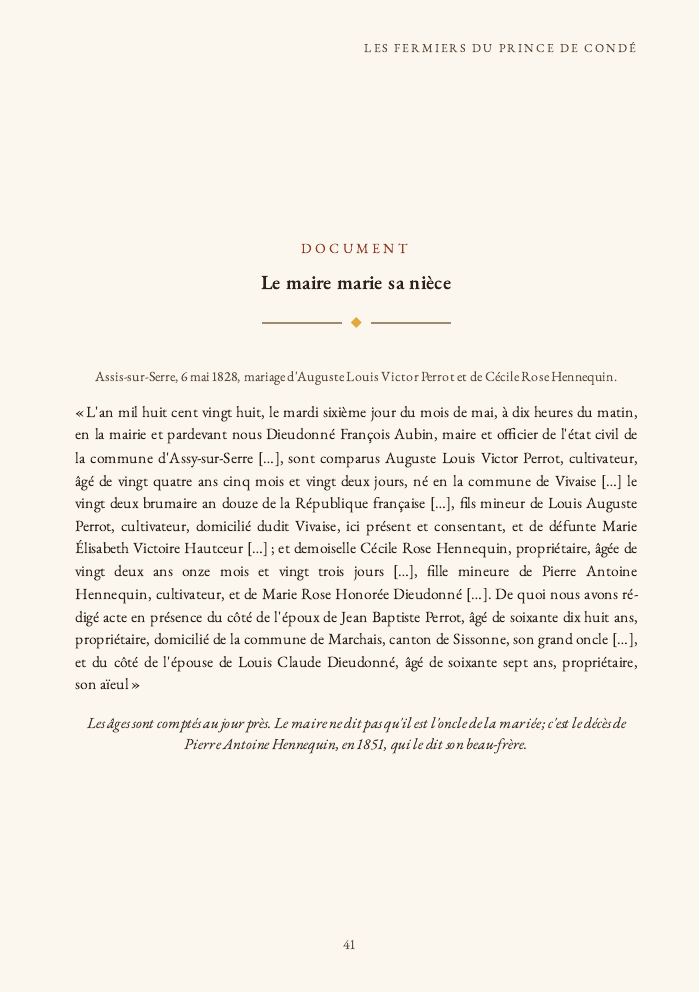 LES FERMIERS DU PRINCE DE CONDÉ
DOCUMENT
Le maire marie sa nièce
Assis-sur-Serre, 6 mai 1828, mariage d'Auguste Louis Victor Perrot et de Cécile Rose Hennequin.
« L'an mil huit cent vingt huit, le mardi sixième jour du mois de mai, à dix heures du matin,
en la mairie et pardevant nous Dieudonné François Aubin, maire et officier de l'état civil de
la commune d'Assy-sur-Serre [...], sont comparus Auguste Louis Victor Perrot, cultivateur,
âgé de vingt quatre ans cinq mois et vingt deux jours, né en la commune de Vivaise [...] le
vingt deux brumaire an douze de la République française [...], fils mineur de Louis Auguste
Perrot, cultivateur, domicilié dudit Vivaise, ici présent et consentant, et de défunte Marie
Élisabeth Victoire Hautceur [...] ; et demoiselle Cécile Rose Hennequin, propriétaire, âgée de
vingt deux ans onze mois et vingt trois jours [...], fille mineure de Pierre Antoine
Hennequin, cultivateur, et de Marie Rose Honorée Dieudonné [...]. De quoi nous avons ré-
digé acte en présence du côté de l'époux de Jean Baptiste Perrot, âgé de soixante dix huit ans,
propriétaire, domicilié de la commune de Marchais, canton de Sissonne, son grand oncle [...],
et du côté de l'épouse de Louis Claude Dieudonné, âgé de soixante sept ans, propriétaire,
son aïeul »
Les âges sont comptés au jour près. Le maire ne dit pas qu'il est l'oncle de la mariée; c'est le décès de
Pierre Antoine Hennequin, en 1851, qui le dit son beau-frère.
41